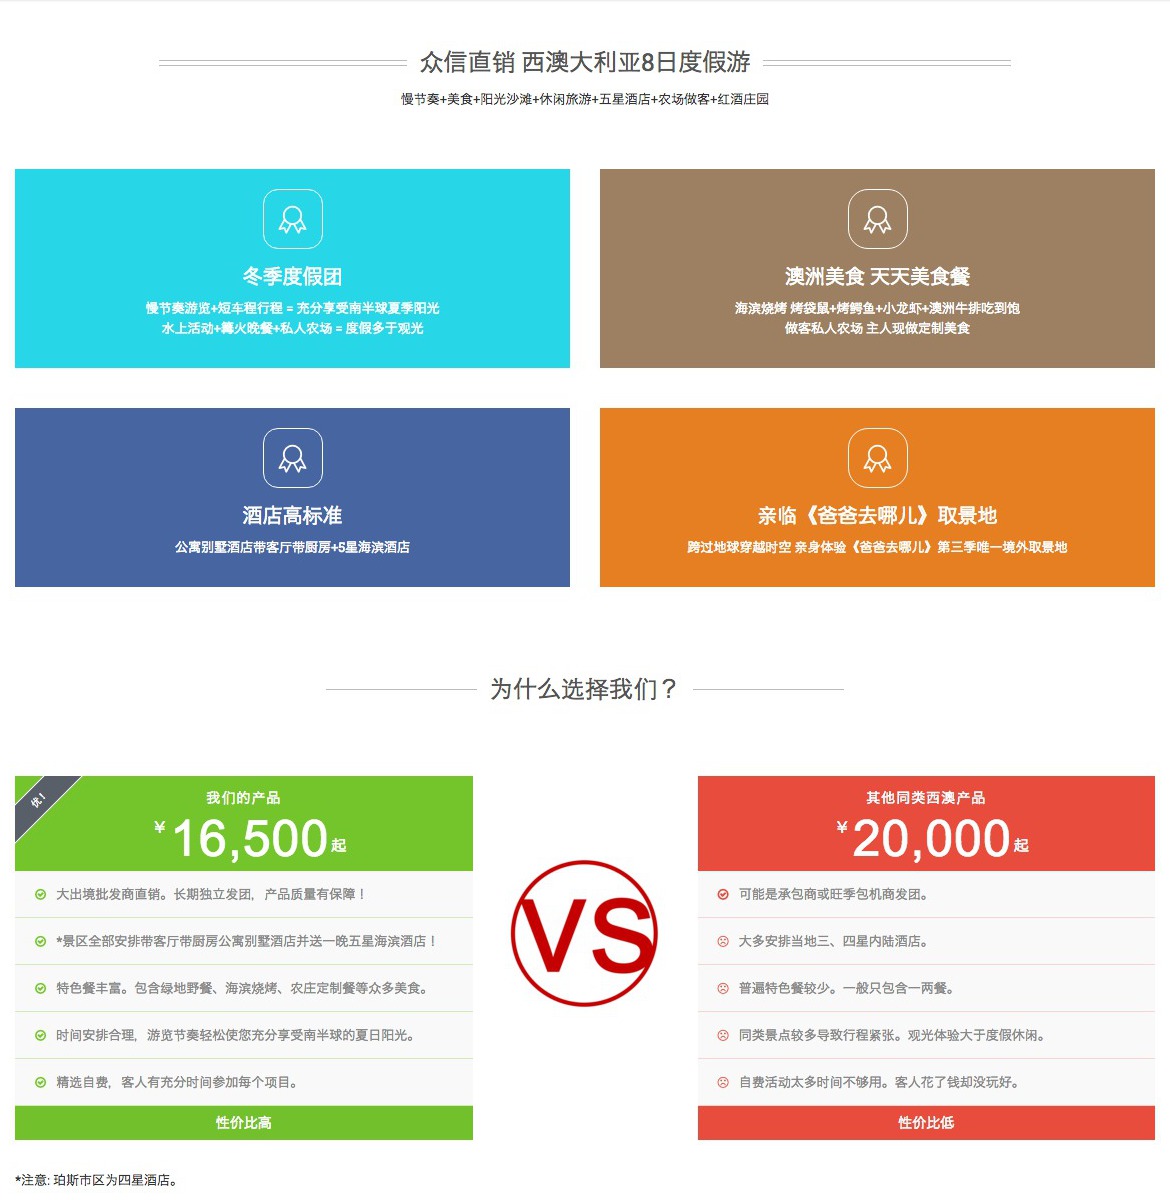 众信直销 西澳大利亚8日度假游
慢节奏+美食+阳光沙滩+休闲旅游+五星酒店+农场做客+红酒庄园
冬季度假团
慢节奏游览+短车程行程 = 充分享受南半球夏季阳光
水上活动+篝火晚餐+私人农场 = 度假多于观光
澳洲美食 天天美食餐
海滨烧烤 烤袋鼠+烤鳄鱼+小龙虾+澳洲牛排吃到饱
做客私人农场 主人现做定制美食
酒店高标准
公寓别墅酒店带客厅带厨房+5星海滨酒店
亲临《爸爸去哪儿》取景地
跨过地球穿越时空 亲身体验《爸爸去哪儿》第三季唯一境外取景地
为什么选择我们？
优！
我们的产品
¥16,500起
大出境批发商直销。长期独立发团，产品质量有保障！
*景区全部安排带客厅带厨房公寓别墅酒店并送一晚五星海滨酒店！
特色餐丰富。包含绿地野餐、海滨烧烤、农庄定制餐等众多美食。
时间安排合理，游览节奏轻松使您充分享受南半球的夏日阳光。
精选自费，客人有充分时间参加每个项目。
性价比高
VS
其他同类西澳产品
¥20,000起
可能是承包商或旺季包机商发团。
大多安排当地三、四星内陆酒店。
普遍特色餐较少。一般只包含一两餐。
同类景点较多导致行程紧张。观光体验大于度假休闲。
自费活动太多时间不够用。客人花了钱却没玩好。
性价比低
*注意: 珀斯市区为四星酒店。